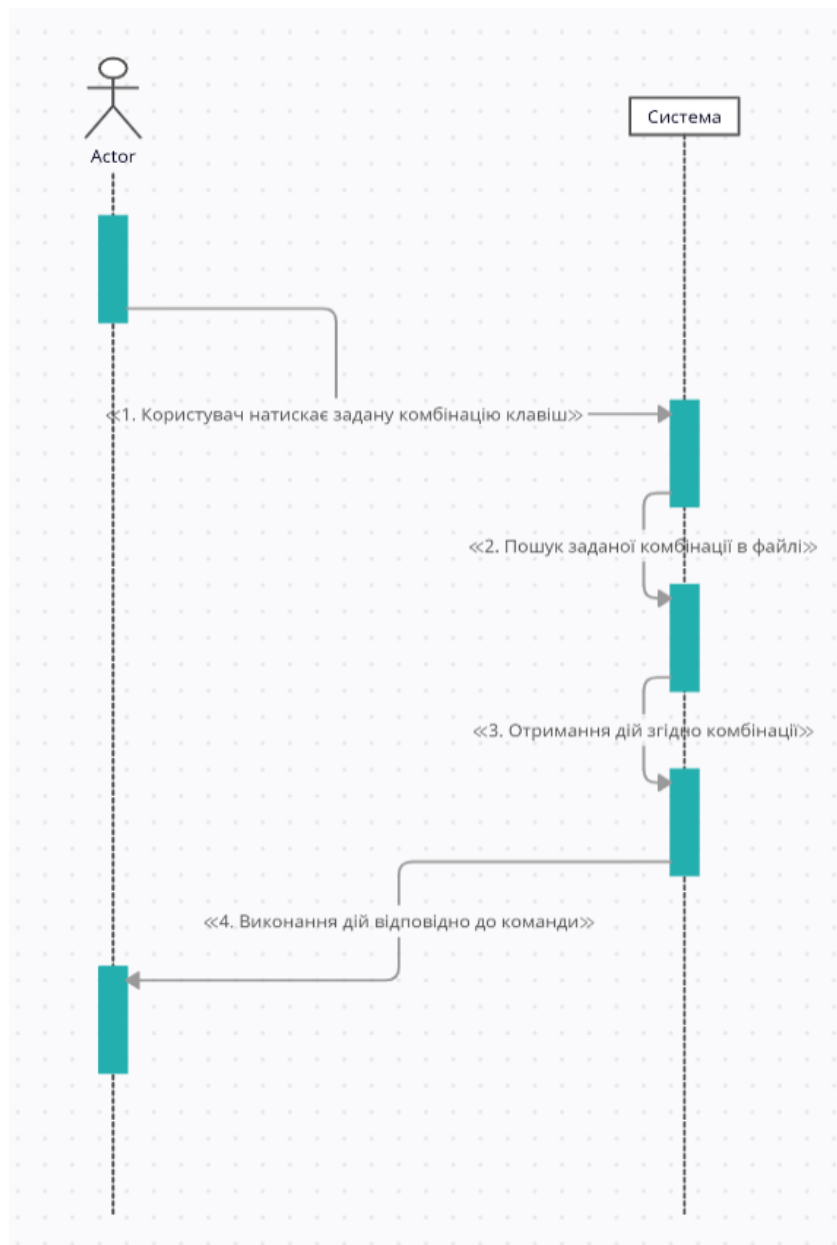 Система
Actor
<<1. Користувач натискає задану комбінацію клавіш>>
<<2. Пошук заданої комбінації в файлі>>
<<3. Отримання дій згідно комбінації>>
<<4. Виконання дій відповідно до команди>>